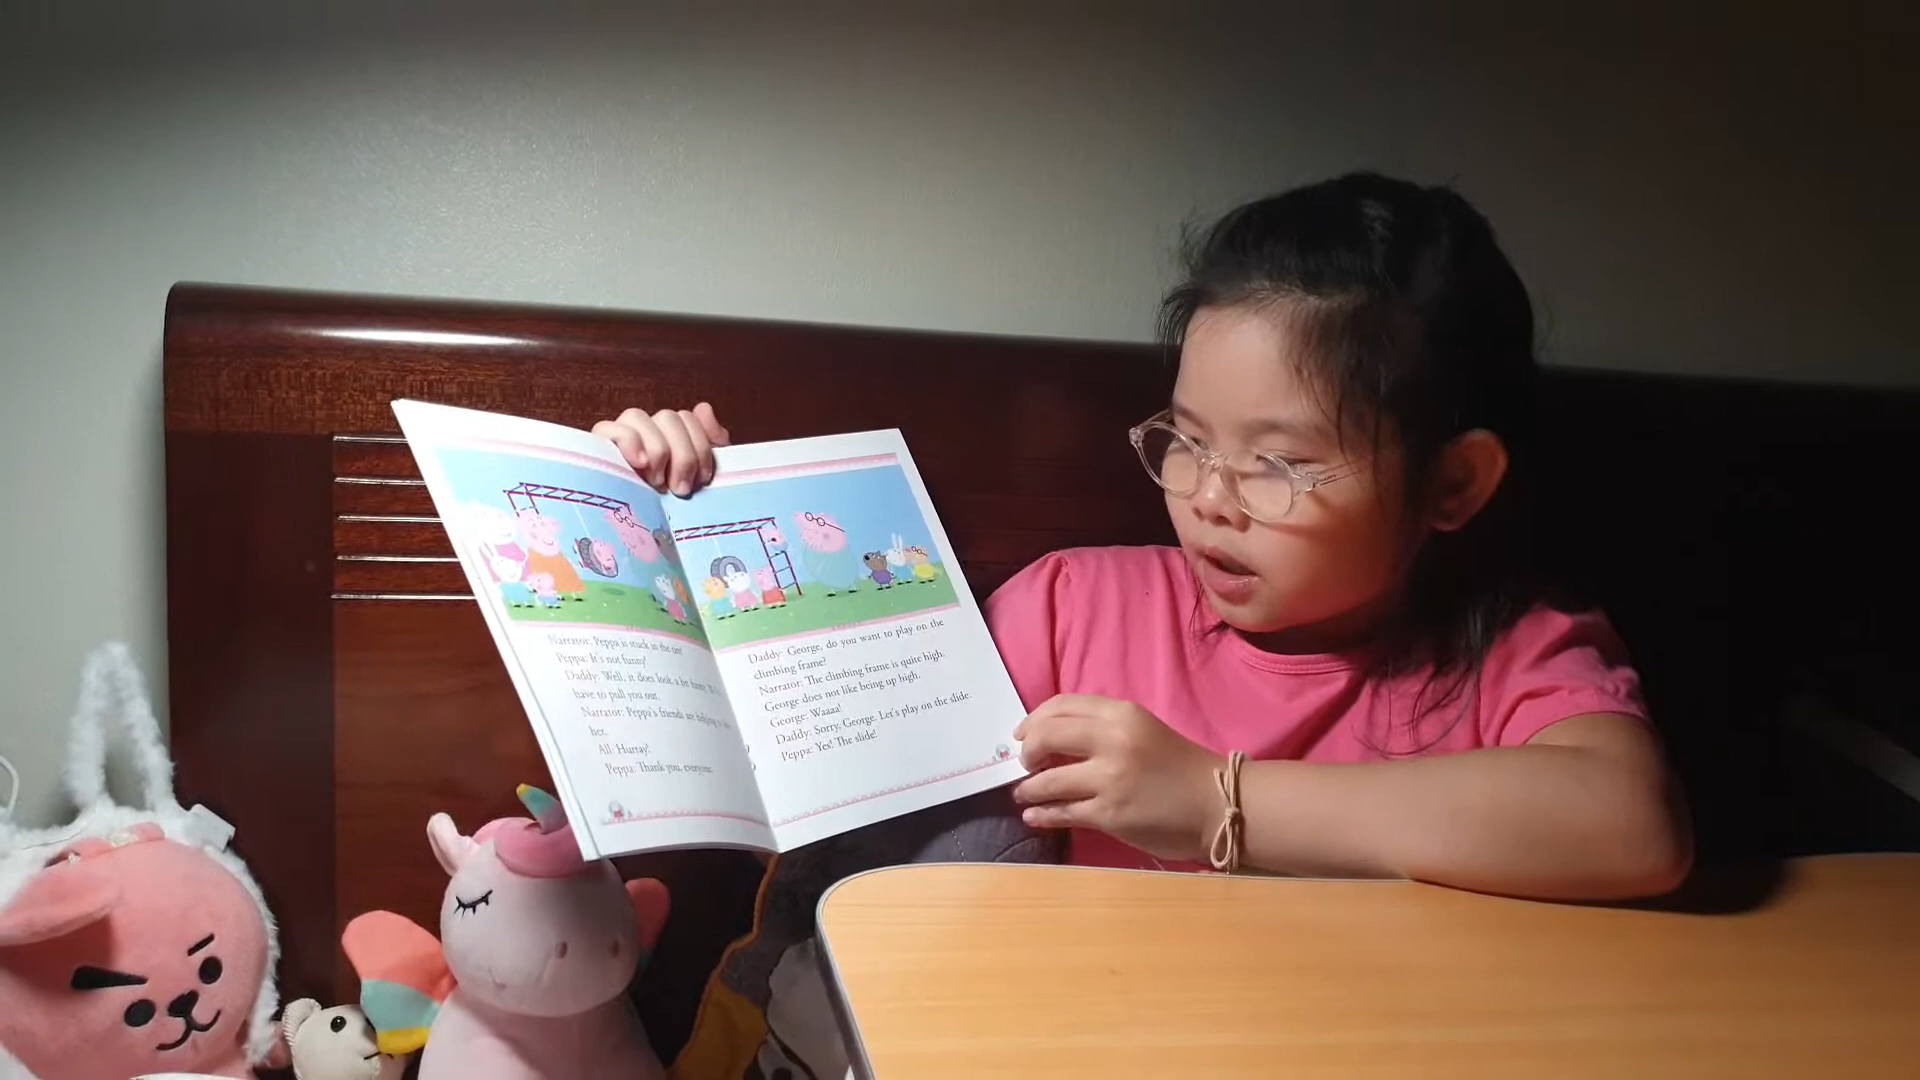 Narrator: Peppa is stuck in the tire!
Peppa: It's not funny!
Daddy: Well, it does look a bit funny.
have to pull you out.
Narrator: Peppa's friends are helping
her.
All: Hurray!
Peppa: Thank you, everyone.
Daddy: George, do you want to play on the
climbing frame?
Narrator: The climbing frame is quite high.
George does not like being up high.
George: Waaaa!
Daddy: Sorry, George. Let's play on the slide.
Peppa: Yes! The slide!